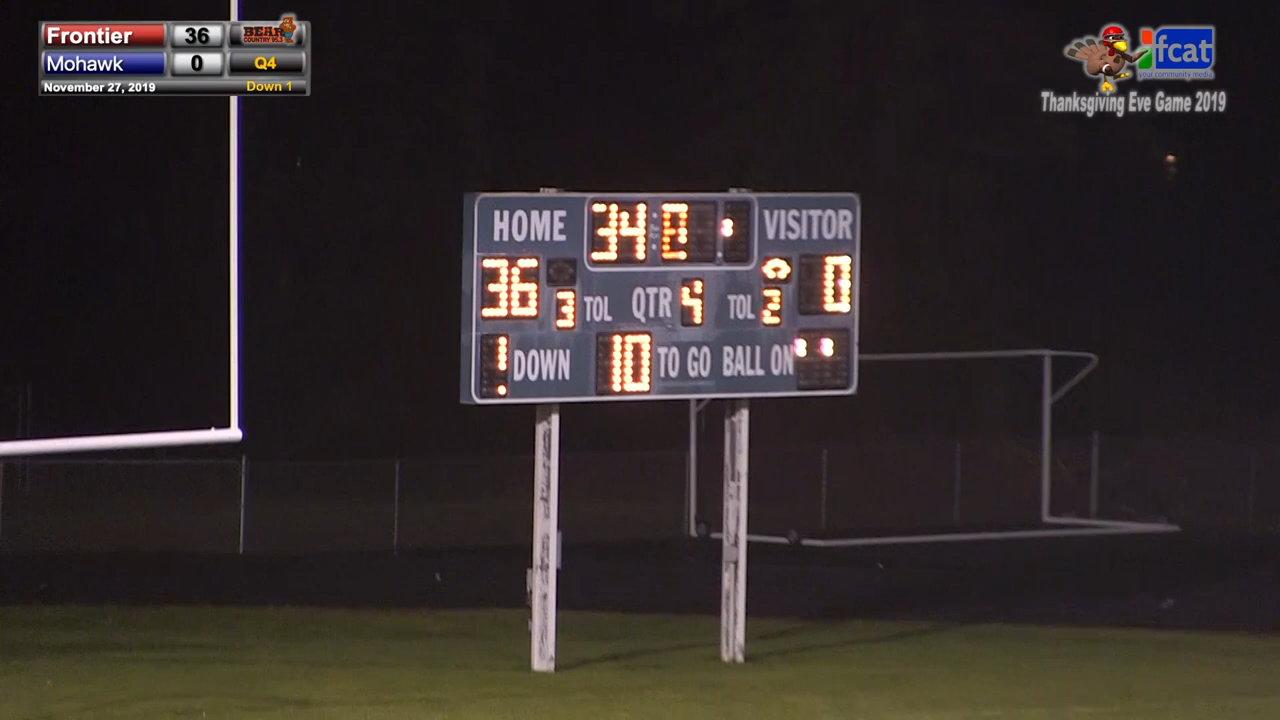 Frontier 36 BEAR COUNTRY 95.3
Mohawk 0 Q4
November 27, 2019 Down 1
fcat
your community media
Thanksgiving Eve Game 2019
HOME 34 VISITOR
36 0
3 TOL QTR 4 TOL 2
1 DOWN 10 TO GO BALL ON